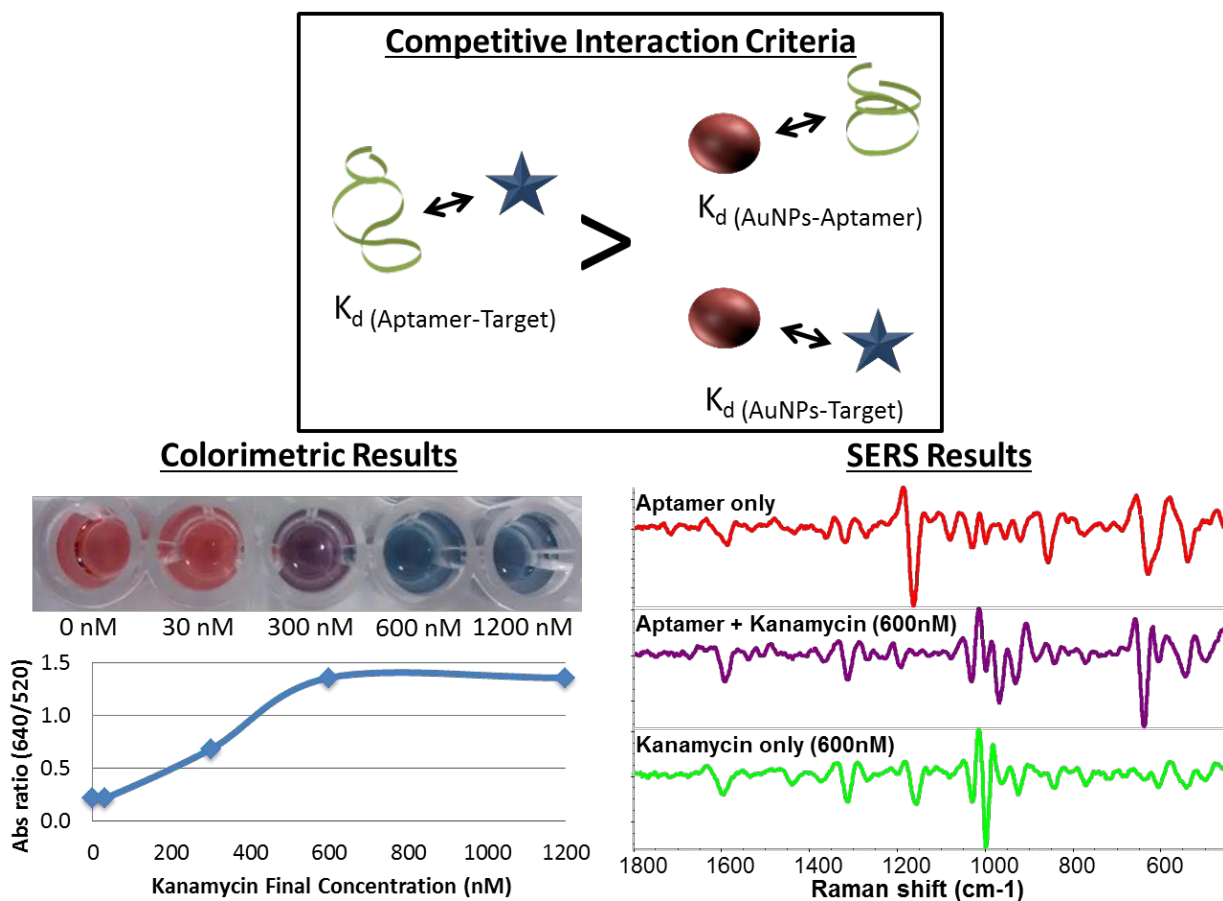 Competitive Interaction Criteria
K_d (Aptamer-Target)
>
K_d (AuNPs-Aptamer)
K_d (AuNPs-Target)
Colorimetric Results
0 nM 30 nM 300 nM 600 nM 1200 nM
Abs ratio (640/520)
1.5
1.0
0.5
0.0
0 200 400 600 800 1000 1200
Kanamycin Final Concentration (nM)
SERS Results
Aptamer only
Aptamer + Kanamycin (600nM)
Kanamycin only (600nM)
1800 1600 1400 1200 1000 800 600
Raman shift (cm-1)